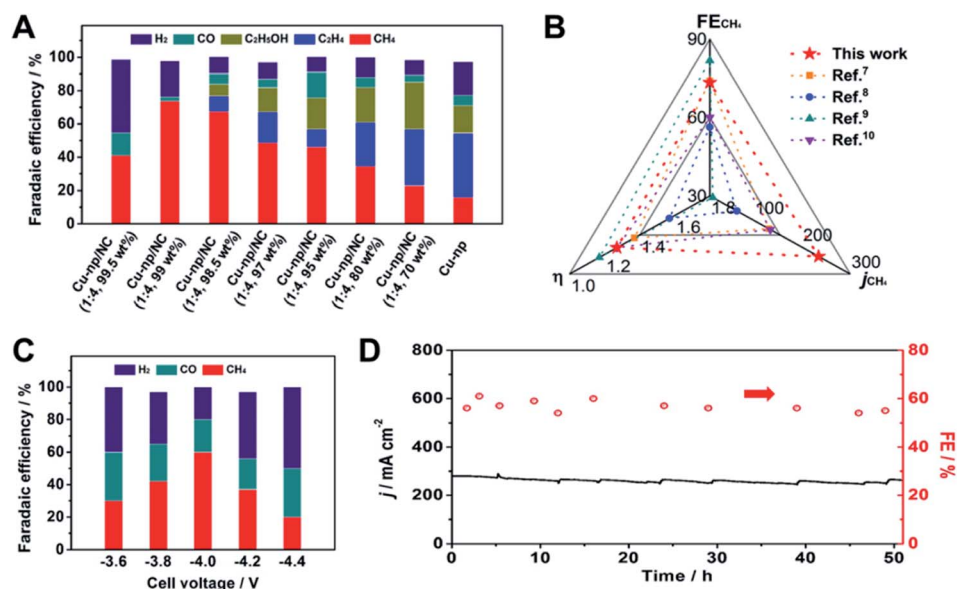 A
H₂ CO C₂H₅OH C₂H₄ CH₄
Faradaic efficiency / %
100
80
60
40
20
0
Cu-np/NC (1:4, 99.5 wt%)
Cu-np/NC (1:4, 99 wt%)
Cu-np/NC (1:4, 98.5 wt%)
Cu-np/NC (1:4, 97 wt%)
Cu-np/NC (1:4, 95 wt%)
Cu-np/NC (1:4, 80 wt%)
Cu-np/NC (1:4, 70 wt%)
Cu-np
B
FE_CH₄
90
60
30
1.8
1.6
1.4
1.2
1.0
η
100
200
300
j_CH₄
This work
Ref.⁷
Ref.⁸
Ref.⁹
Ref.¹⁰
C
H₂ CO CH₄
Faradaic efficiency / %
100
80
60
40
20
0
-3.6 -3.8 -4.0 -4.2 -4.4
Cell voltage / V
D
j / mA cm⁻²
800
600
400
200
0
0 10 20 30 40 50
Time / h
80
60
40
20
0
FE / %